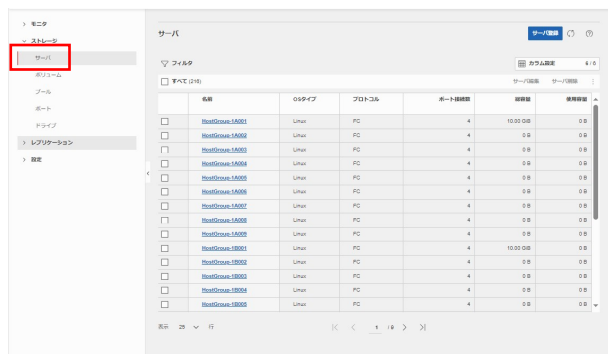 モニタ
ストレージ
サーバ
ボリューム
プール
ポート
ドライブ
レプリケーション
設定
サーバ
サーバ登録
フィルタ
カラム設定
すべて (216)
サーバ編集 サーバ削除
名前 OSタイプ プロトコル ポート接続数 総容量 使用容量
HostGroup-1A001 Linux FC 4 10.00 GiB 0 B
HostGroup-1A002 Linux FC 4 0 B 0 B
HostGroup-1A003 Linux FC 4 0 B 0 B
HostGroup-1A004 Linux FC 4 0 B 0 B
HostGroup-1A005 Linux FC 4 0 B 0 B
HostGroup-1A006 Linux FC 4 0 B 0 B
HostGroup-1A007 Linux FC 4 0 B 0 B
HostGroup-1A008 Linux FC 4 0 B 0 B
HostGroup-1A009 Linux FC 4 0 B 0 B
HostGroup-1B001 Linux FC 4 10.00 GiB 0 B
HostGroup-1B002 Linux FC 4 0 B 0 B
HostGroup-1B003 Linux FC 4 0 B 0 B
HostGroup-1B004 Linux FC 4 0 B 0 B
HostGroup-1B005 Linux FC 4 0 B 0 B
表示 25 行 1 / 9